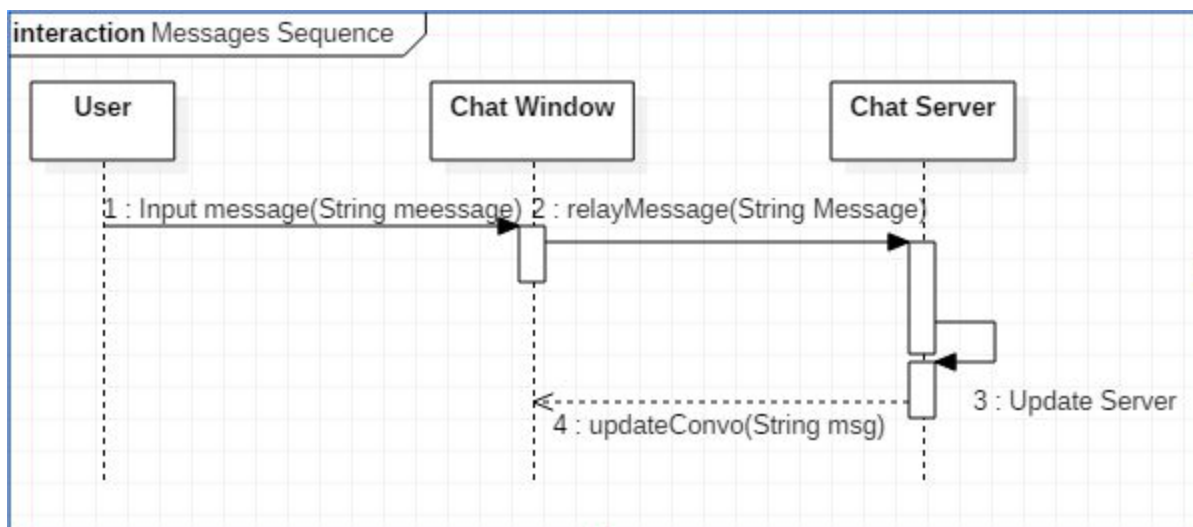 interaction Messages Sequence
User
Chat Window
Chat Server
1 : Input message(String meessage)
2 : relayMessage(String Message)
3 : Update Server
4 : updateConvo(String msg)